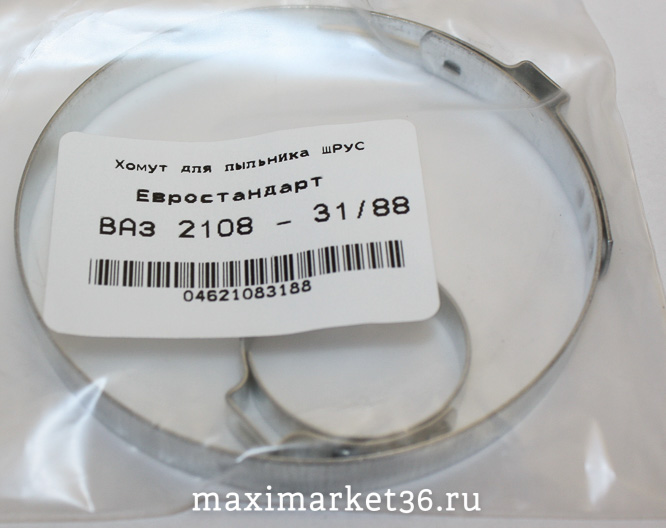 Хомут для пыльника шРУС
Евростандарт
ВАЗ 2108 - 31/88
04621083188
maximarket36.ru